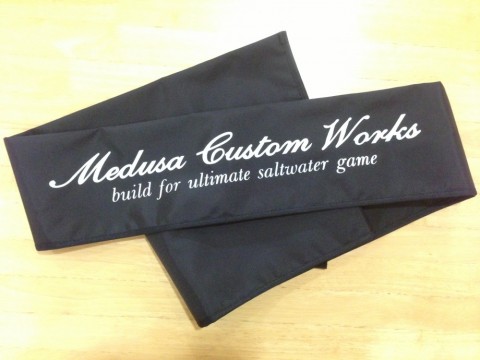 Medusa Custom Works
build for ultimate saltwater game